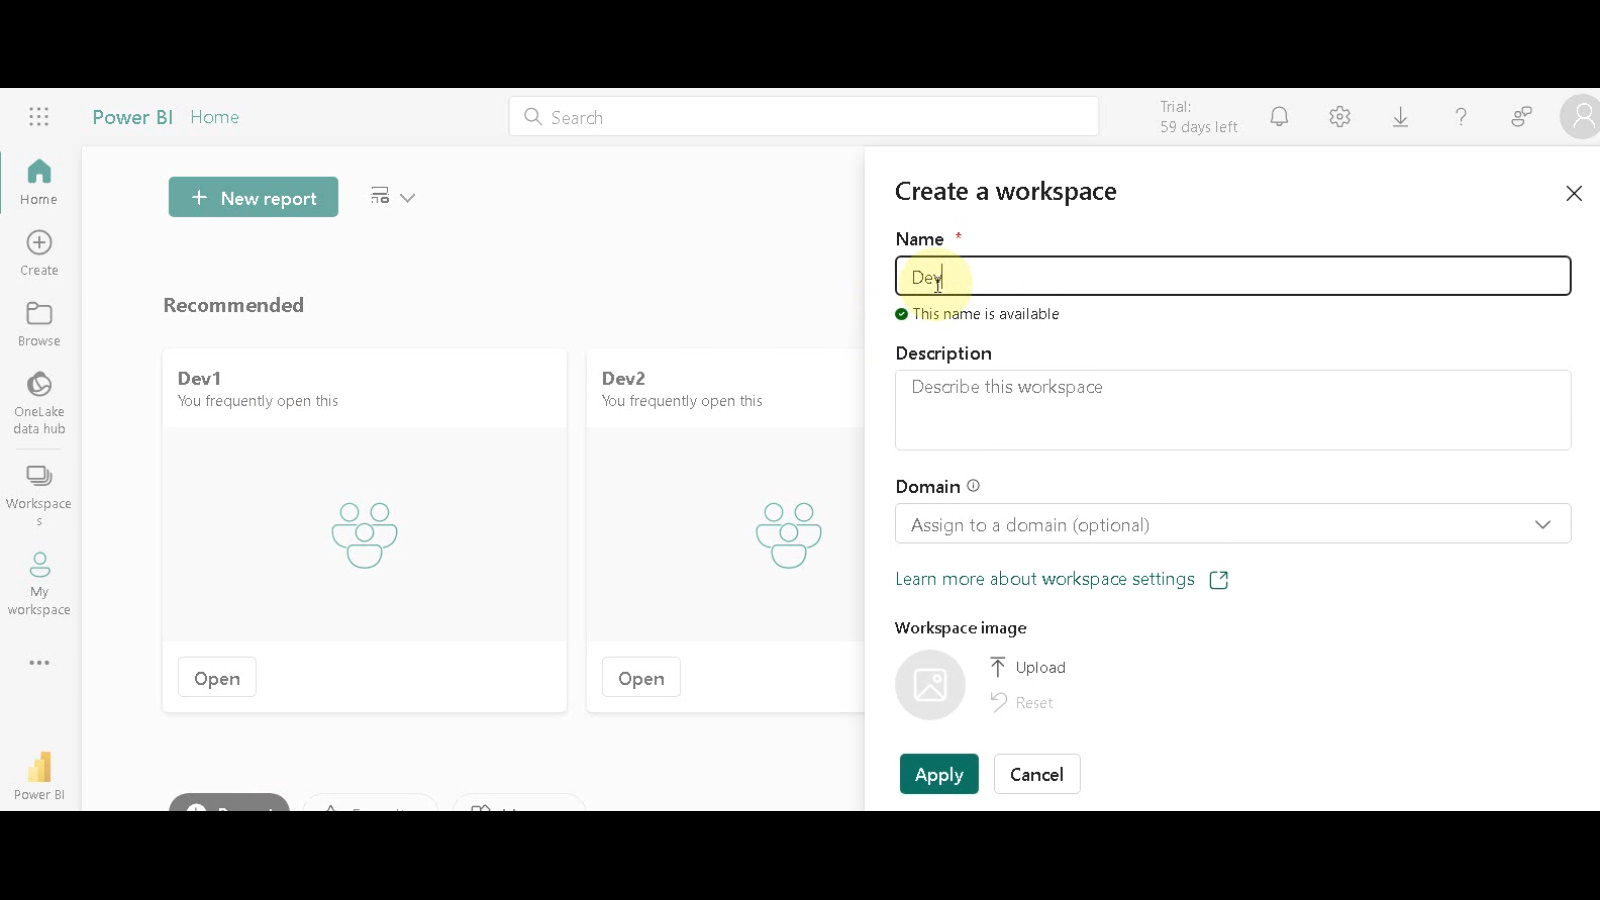 Power BI Home
Search
Trial:
59 days left
Home
Create
Browse
OneLake
data hub
Workspace
s
My
workspace
Power BI
New report
Recommended
Dev1
You frequently open this
Open
Dev2
You frequently open this
Open
Create a workspace
Name *
Dev
This name is available
Description
Describe this workspace
Domain
Assign to a domain (optional)
Learn more about workspace settings
Workspace image
Upload
Reset
Apply
Cancel